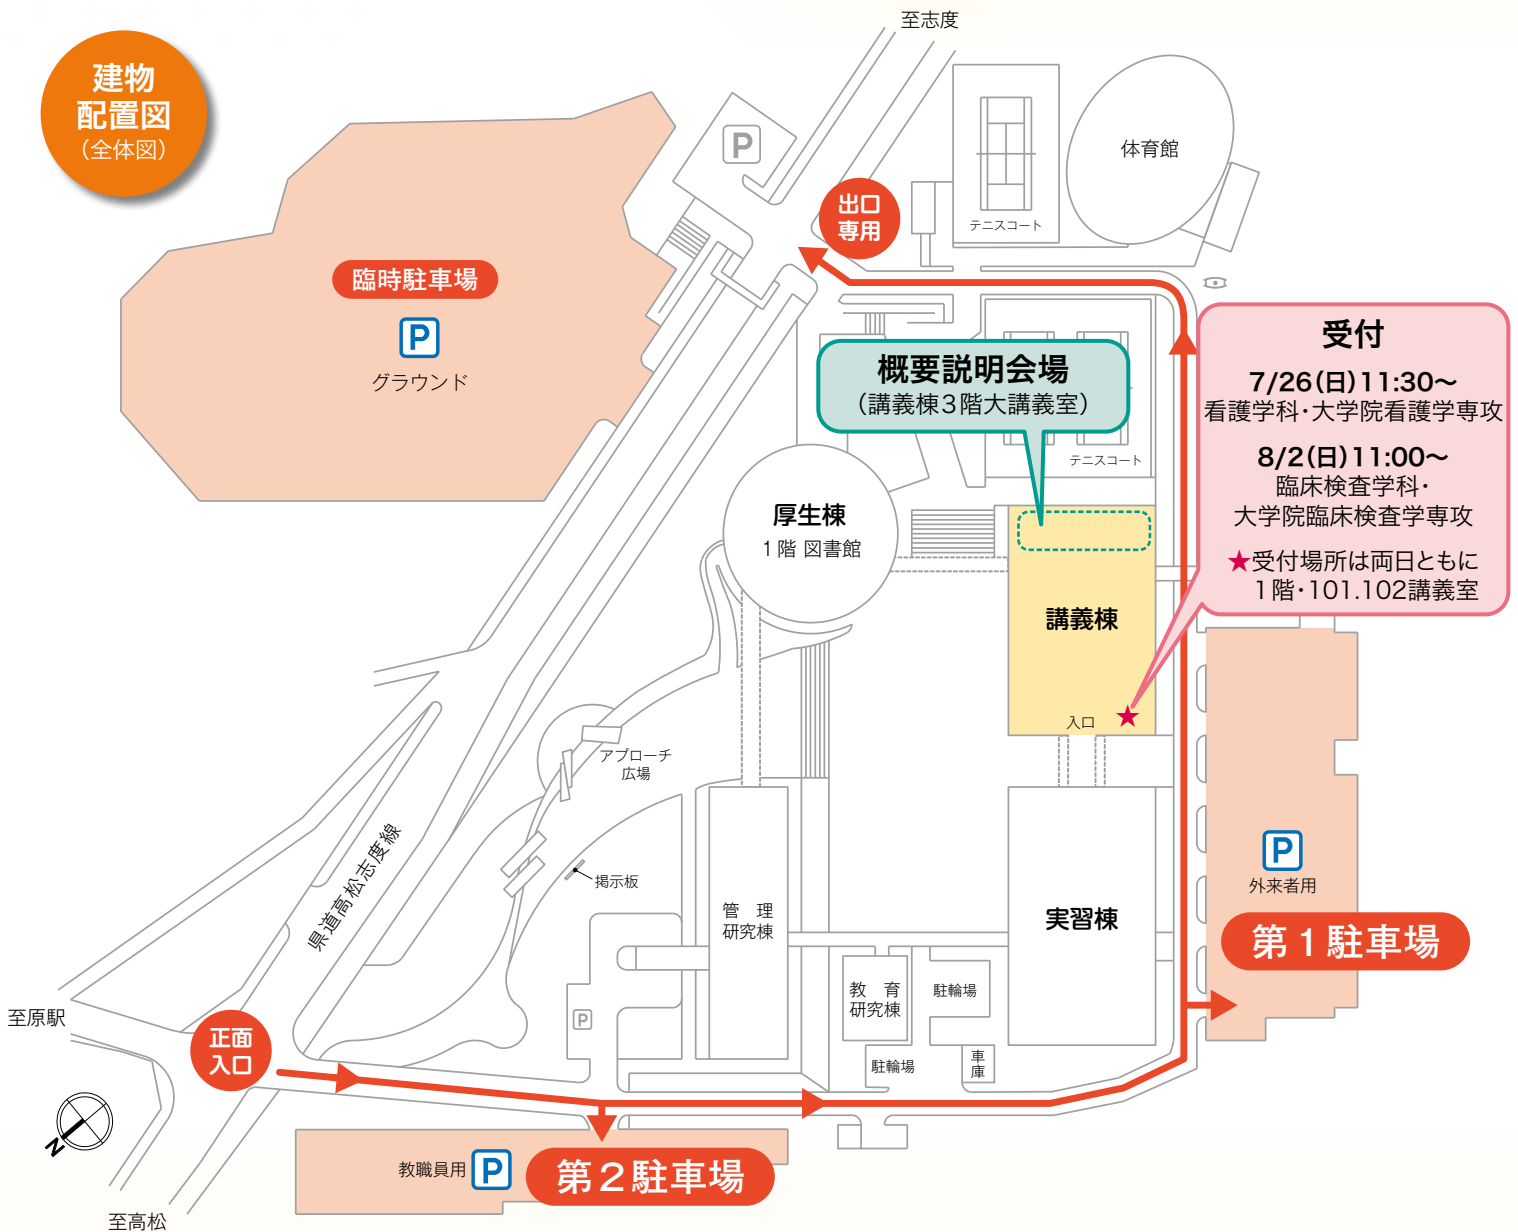 建物
配置図
（全体図）
至志度
P
出口
専用
テニスコート
体育館
臨時駐車場
P
グラウンド
概要説明会場
（講義棟3階大講義室）
テニスコート
受付
7/26(日)11:30〜
看護学科・大学院看護学専攻
8/2(日)11:00〜
臨床検査学科・
大学院臨床検査学専攻
★受付場所は両日ともに
1階・101.102講義室
厚生棟
1階 図書館
講義棟
入口
★
アプローチ
広場
掲示板
県道高松志度線
管　理
研究棟
実習棟
P
外来者用
第1駐車場
教　育
研究棟
駐輪場
駐輪場
車
庫
P
至原駅
正面
入口
N
教職員用
P
第2駐車場
至高松